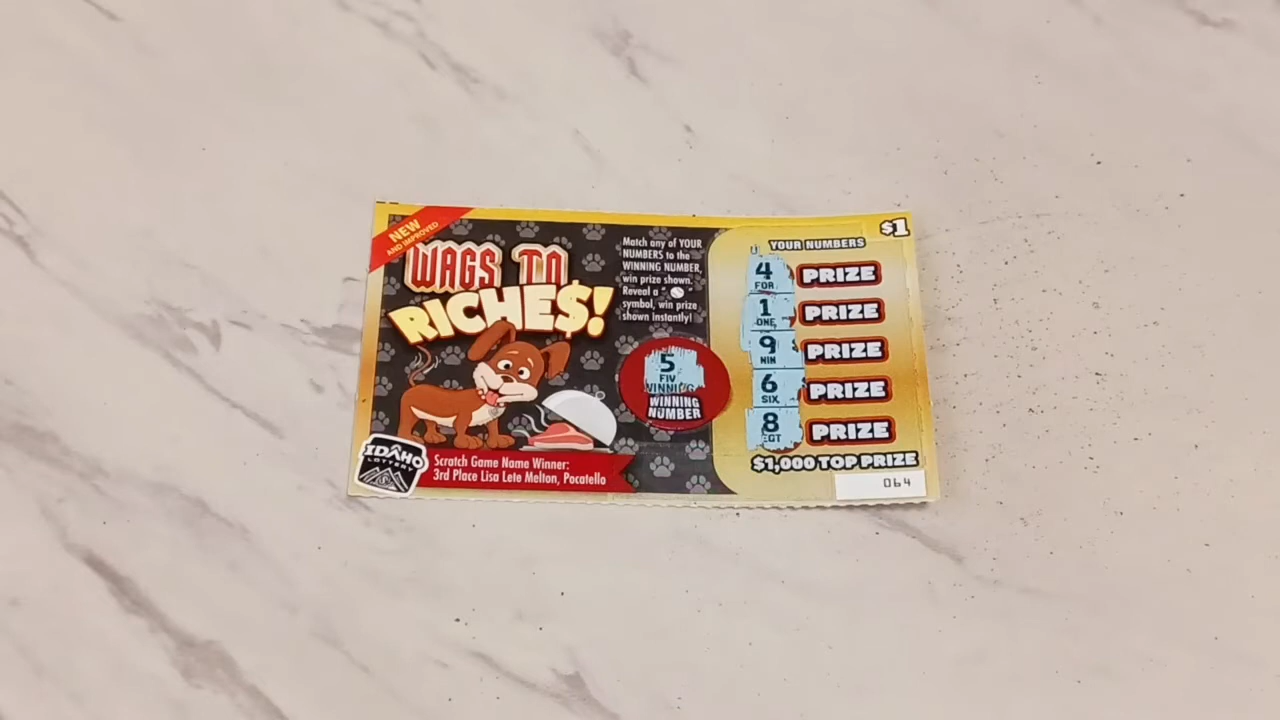 NEW
AND IMPROVED
WAGS TO
RICHE$!
Match any of YOUR
NUMBERS to the
WINNING NUMBER,
win prize shown.
Reveal a " "
symbol, win prize
shown instantly!
5
FIV
WINNING
WINNING
NUMBER
IDAHO
LOTTERY
Scratch Game Name Winner:
3rd Place Lisa Lete Melton, Pocatello
$1
YOUR NUMBERS
4
FOR
PRIZE
1
ONE
PRIZE
9
NIN
PRIZE
6
SIX
PRIZE
8
EGT
PRIZE
$1,000 TOP PRIZE
064